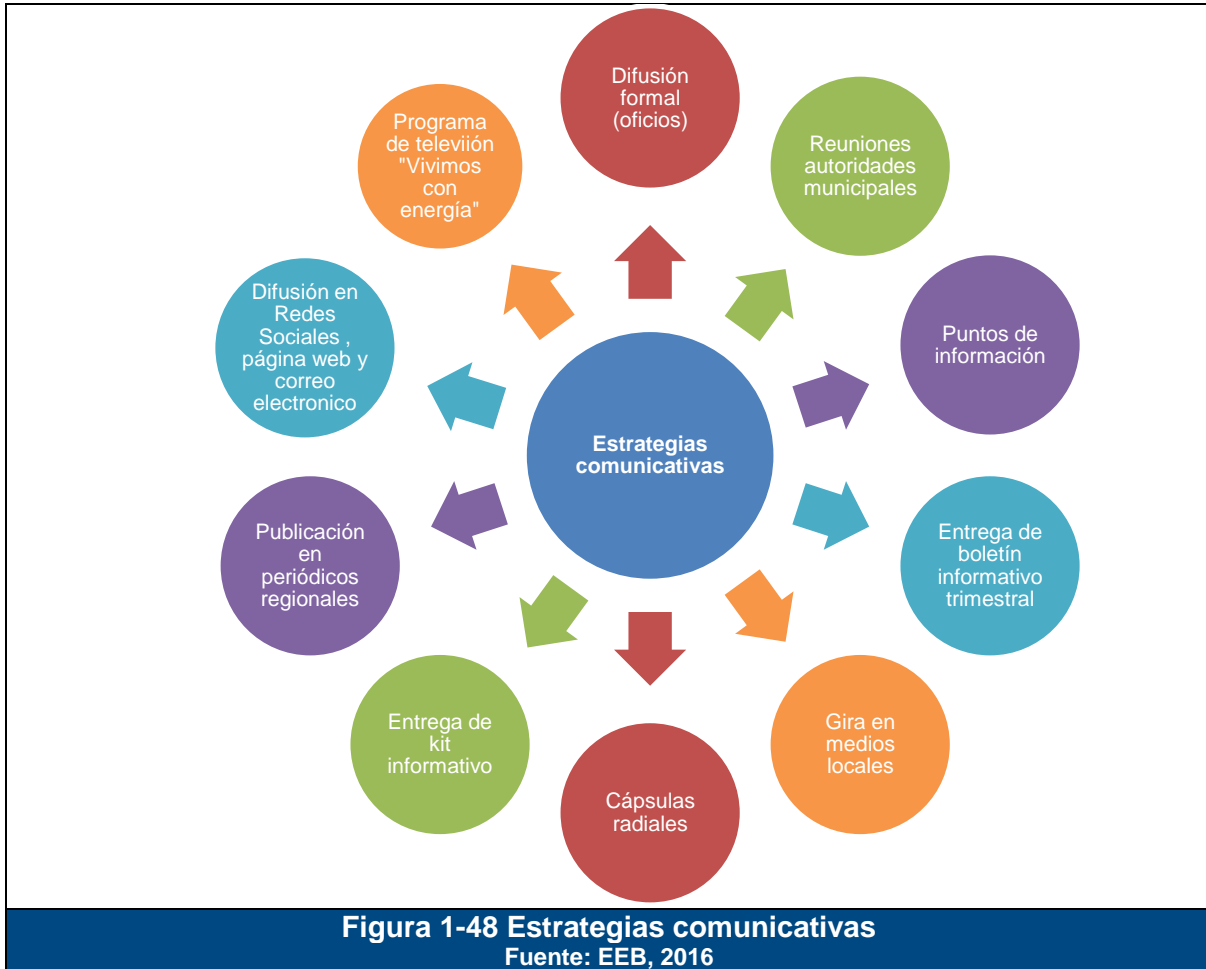 Difusión
formal
(oficios)
Reuniones
autoridades
municipales
Puntos de
información
Entrega de
boletín
informativo
trimestral
Gira en
medios
locales
Cápsulas
radiales
Entrega de
kit
informativo
Publicación
en
periódicos
regionales
Difusión en
Redes
Sociales ,
página web y
correo
electronico
Programa
de televiión
"Vivimos
con
energía"
Estrategias
comunicativas
Figura 1-48 Estrategias comunicativas
Fuente: EEB, 2016